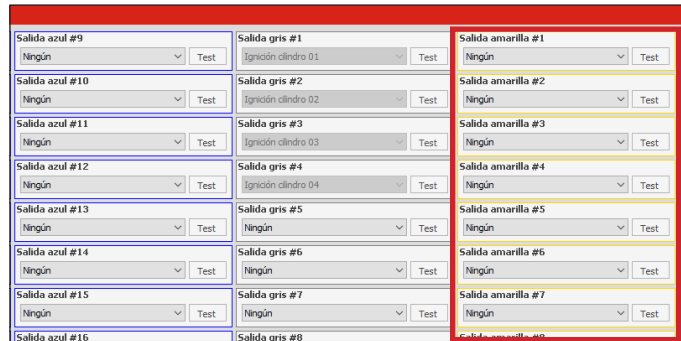 Salida azul #9
Salida gris #1
Salida amarilla #1
Ningún Test
Ignición cilindro 01 Test
Ningún Test
Salida azul #10
Salida gris #2
Salida amarilla #2
Ningún Test
Ignición cilindro 02 Test
Ningún Test
Salida azul #11
Salida gris #3
Salida amarilla #3
Ningún Test
Ignición cilindro 03 Test
Ningún Test
Salida azul #12
Salida gris #4
Salida amarilla #4
Ningún Test
Ignición cilindro 04 Test
Ningún Test
Salida azul #13
Salida gris #5
Salida amarilla #5
Ningún Test
Ningún Test
Ningún Test
Salida azul #14
Salida gris #6
Salida amarilla #6
Ningún Test
Ningún Test
Ningún Test
Salida azul #15
Salida gris #7
Salida amarilla #7
Ningún Test
Ningún Test
Ningún Test
Salida azul #16
Salida gris #8
Salida amarilla #8